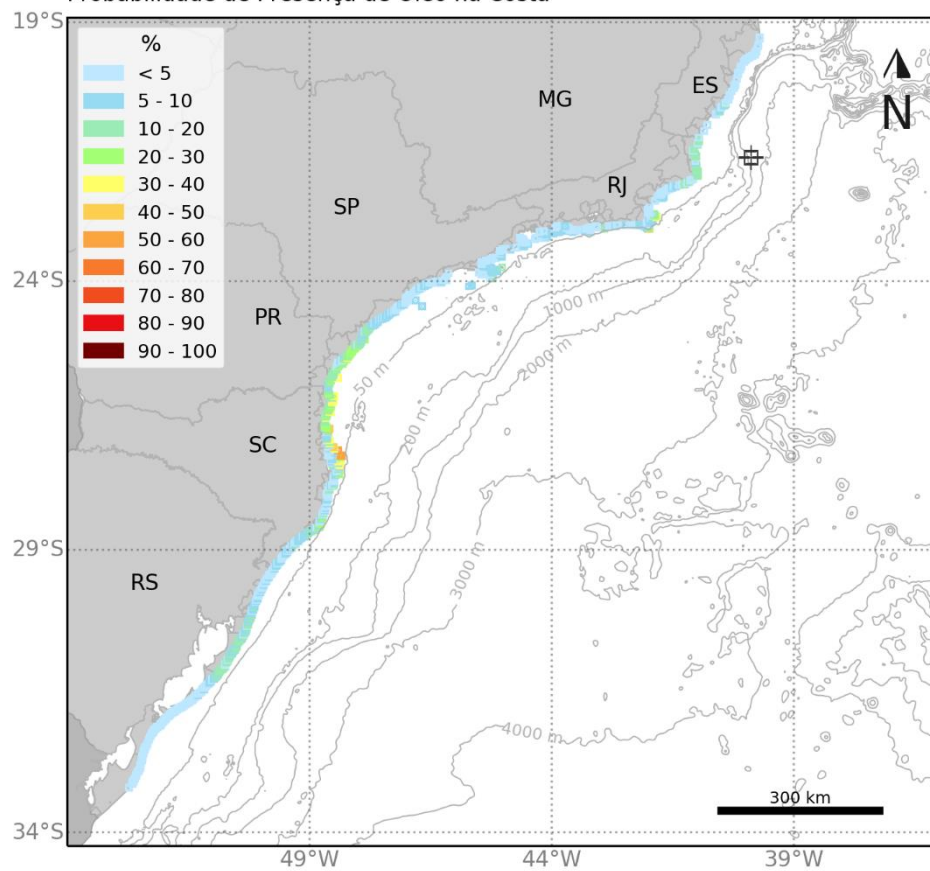 Probabilidade de Presença de Óleo na Costa
19°S
24°S
29°S
34°S
%
< 5
5 - 10
10 - 20
20 - 30
30 - 40
40 - 50
50 - 60
60 - 70
70 - 80
80 - 90
90 - 100
MG
ES
N
RJ
SP
PR
SC
RS
50 m
200 m
1000 m
2000 m
3000 m
4000 m
300 km
49°W
44°W
39°W